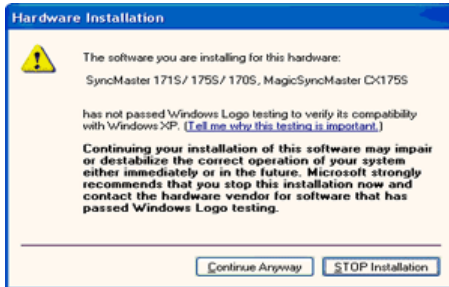 Hardware Installation
The software you are installing for this hardware:
SyncMaster 171S/ 175S/ 170S, MagicSyncMaster CX175S
has not passed Windows Logo testing to verify its compatibility
with Windows XP. (Tell me why this testing is important.)
Continuing your installation of this software may impair
or destabilize the correct operation of your system
either immediately or in the future. Microsoft strongly
recommends that you stop this installation now and
contact the hardware vendor for software that has
passed Windows Logo testing.
Continue Anyway
STOP Installation